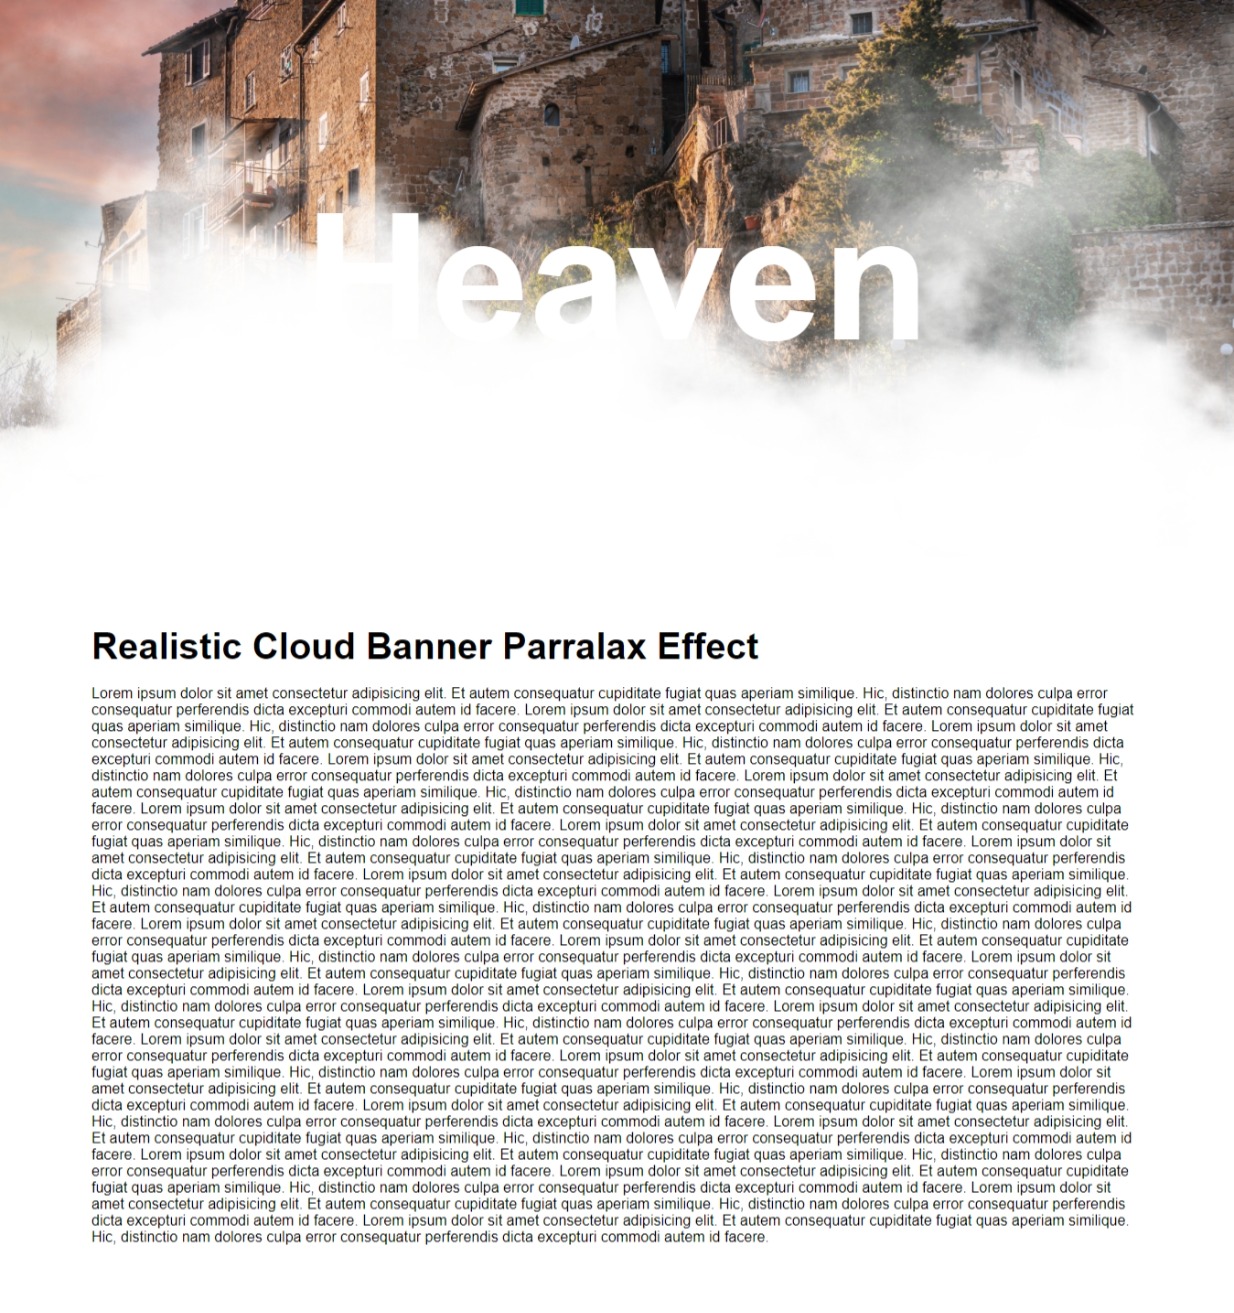 Heaven
Realistic Cloud Banner Parralax Effect
Lorem ipsum dolor sit amet consectetur adipisicing elit. Et autem consequatur cupiditate fugiat quas aperiam similique. Hic, distinctio nam dolores culpa error
consequatur perferendis dicta excepturi commodi autem id facere. Lorem ipsum dolor sit amet consectetur adipisicing elit. Et autem consequatur cupiditate fugiat
quas aperiam similique. Hic, distinctio nam dolores culpa error consequatur perferendis dicta excepturi commodi autem id facere. Lorem ipsum dolor sit amet
consectetur adipisicing elit. Et autem consequatur cupiditate fugiat quas aperiam similique. Hic, distinctio nam dolores culpa error consequatur perferendis dicta
excepturi commodi autem id facere. Lorem ipsum dolor sit amet consectetur adipisicing elit. Et autem consequatur cupiditate fugiat quas aperiam similique. Hic,
distinctio nam dolores culpa error consequatur perferendis dicta excepturi commodi autem id facere. Lorem ipsum dolor sit amet consectetur adipisicing elit. Et
autem consequatur cupiditate fugiat quas aperiam similique. Hic, distinctio nam dolores culpa error consequatur perferendis dicta excepturi commodi autem id
facere. Lorem ipsum dolor sit amet consectetur adipisicing elit. Et autem consequatur cupiditate fugiat quas aperiam similique. Hic, distinctio nam dolores culpa
error consequatur perferendis dicta excepturi commodi autem id facere. Lorem ipsum dolor sit amet consectetur adipisicing elit. Et autem consequatur cupiditate
fugiat quas aperiam similique. Hic, distinctio nam dolores culpa error consequatur perferendis dicta excepturi commodi autem id facere. Lorem ipsum dolor sit
amet consectetur adipisicing elit. Et autem consequatur cupiditate fugiat quas aperiam similique. Hic, distinctio nam dolores culpa error consequatur perferendis
dicta excepturi commodi autem id facere. Lorem ipsum dolor sit amet consectetur adipisicing elit. Et autem consequatur cupiditate fugiat quas aperiam similique.
Hic, distinctio nam dolores culpa error consequatur perferendis dicta excepturi commodi autem id facere. Lorem ipsum dolor sit amet consectetur adipisicing elit.
Et autem consequatur cupiditate fugiat quas aperiam similique. Hic, distinctio nam dolores culpa error consequatur perferendis dicta excepturi commodi autem id
facere. Lorem ipsum dolor sit amet consectetur adipisicing elit. Et autem consequatur cupiditate fugiat quas aperiam similique. Hic, distinctio nam dolores culpa
error consequatur perferendis dicta excepturi commodi autem id facere. Lorem ipsum dolor sit amet consectetur adipisicing elit. Et autem consequatur cupiditate
fugiat quas aperiam similique. Hic, distinctio nam dolores culpa error consequatur perferendis dicta excepturi commodi autem id facere. Lorem ipsum dolor sit
amet consectetur adipisicing elit. Et autem consequatur cupiditate fugiat quas aperiam similique. Hic, distinctio nam dolores culpa error consequatur perferendis
dicta excepturi commodi autem id facere. Lorem ipsum dolor sit amet consectetur adipisicing elit. Et autem consequatur cupiditate fugiat quas aperiam similique.
Hic, distinctio nam dolores culpa error consequatur perferendis dicta excepturi commodi autem id facere. Lorem ipsum dolor sit amet consectetur adipisicing elit.
Et autem consequatur cupiditate fugiat quas aperiam similique. Hic, distinctio nam dolores culpa error consequatur perferendis dicta excepturi commodi autem id
facere. Lorem ipsum dolor sit amet consectetur adipisicing elit. Et autem consequatur cupiditate fugiat quas aperiam similique. Hic, distinctio nam dolores culpa
error consequatur perferendis dicta excepturi commodi autem id facere. Lorem ipsum dolor sit amet consectetur adipisicing elit. Et autem consequatur cupiditate
fugiat quas aperiam similique. Hic, distinctio nam dolores culpa error consequatur perferendis dicta excepturi commodi autem id facere. Lorem ipsum dolor sit
amet consectetur adipisicing elit. Et autem consequatur cupiditate fugiat quas aperiam similique. Hic, distinctio nam dolores culpa error consequatur perferendis
dicta excepturi commodi autem id facere. Lorem ipsum dolor sit amet consectetur adipisicing elit. Et autem consequatur cupiditate fugiat quas aperiam similique.
Hic, distinctio nam dolores culpa error consequatur perferendis dicta excepturi commodi autem id facere. Lorem ipsum dolor sit amet consectetur adipisicing elit.
Et autem consequatur cupiditate fugiat quas aperiam similique. Hic, distinctio nam dolores culpa error consequatur perferendis dicta excepturi commodi autem id
facere. Lorem ipsum dolor sit amet consectetur adipisicing elit. Et autem consequatur cupiditate fugiat quas aperiam similique. Hic, distinctio nam dolores culpa
error consequatur perferendis dicta excepturi commodi autem id facere. Lorem ipsum dolor sit amet consectetur adipisicing elit. Et autem consequatur cupiditate
fugiat quas aperiam similique. Hic, distinctio nam dolores culpa error consequatur perferendis dicta excepturi commodi autem id facere. Lorem ipsum dolor sit
amet consectetur adipisicing elit. Et autem consequatur cupiditate fugiat quas aperiam similique. Hic, distinctio nam dolores culpa error consequatur perferendis
dicta excepturi commodi autem id facere. Lorem ipsum dolor sit amet consectetur adipisicing elit. Et autem consequatur cupiditate fugiat quas aperiam similique.
Hic, distinctio nam dolores culpa error consequatur perferendis dicta excepturi commodi autem id facere.